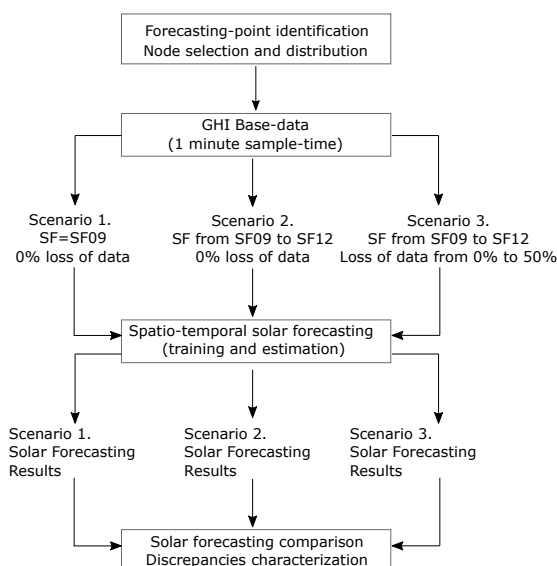 Forecasting-point identification
Node selection and distribution
GHI Base-data
(1 minute sample-time)
Scenario 1.
SF=SF09
0% loss of data
Scenario 2.
SF from SF09 to SF12
0% loss of data
Scenario 3.
SF from SF09 to SF12
Loss of data from 0% to 50%
Spatio-temporal solar forecasting
(training and estimation)
Scenario 1.
Solar Forecasting
Results
Scenario 2.
Solar Forecasting
Results
Scenario 3.
Solar Forecasting
Results
Solar forecasting comparison
Discrepancies characterization